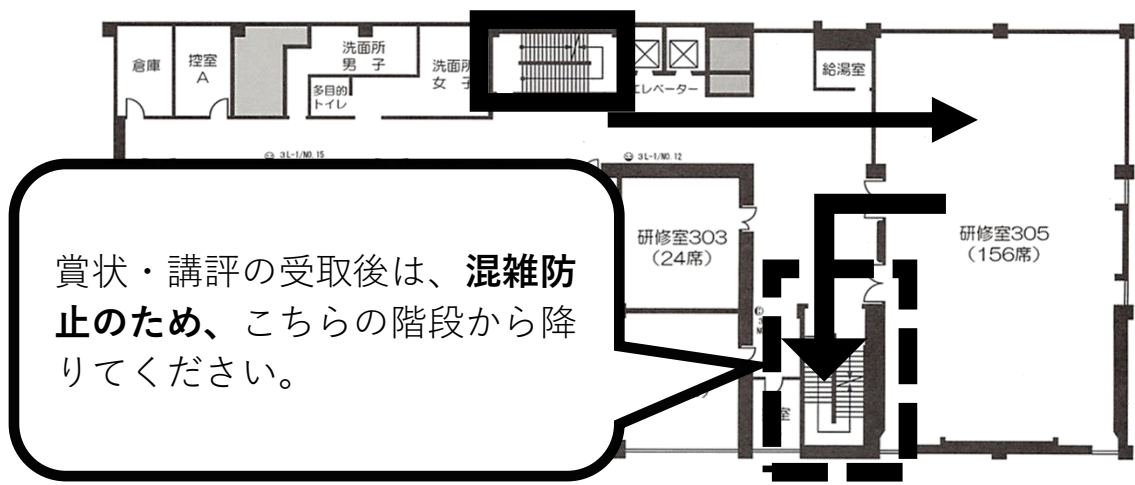 倉庫
控室
A
洗面所
男 子
多目的
トイレ
洗面所
女 子
エレベーター
給湯室
3L-1/NO.15
3L-1/NO.12
研修室303
(24席)
研修室305
(156席)
賞状・講評の受取後は、混雑防
止のため、こちらの階段から降
りてください。
室